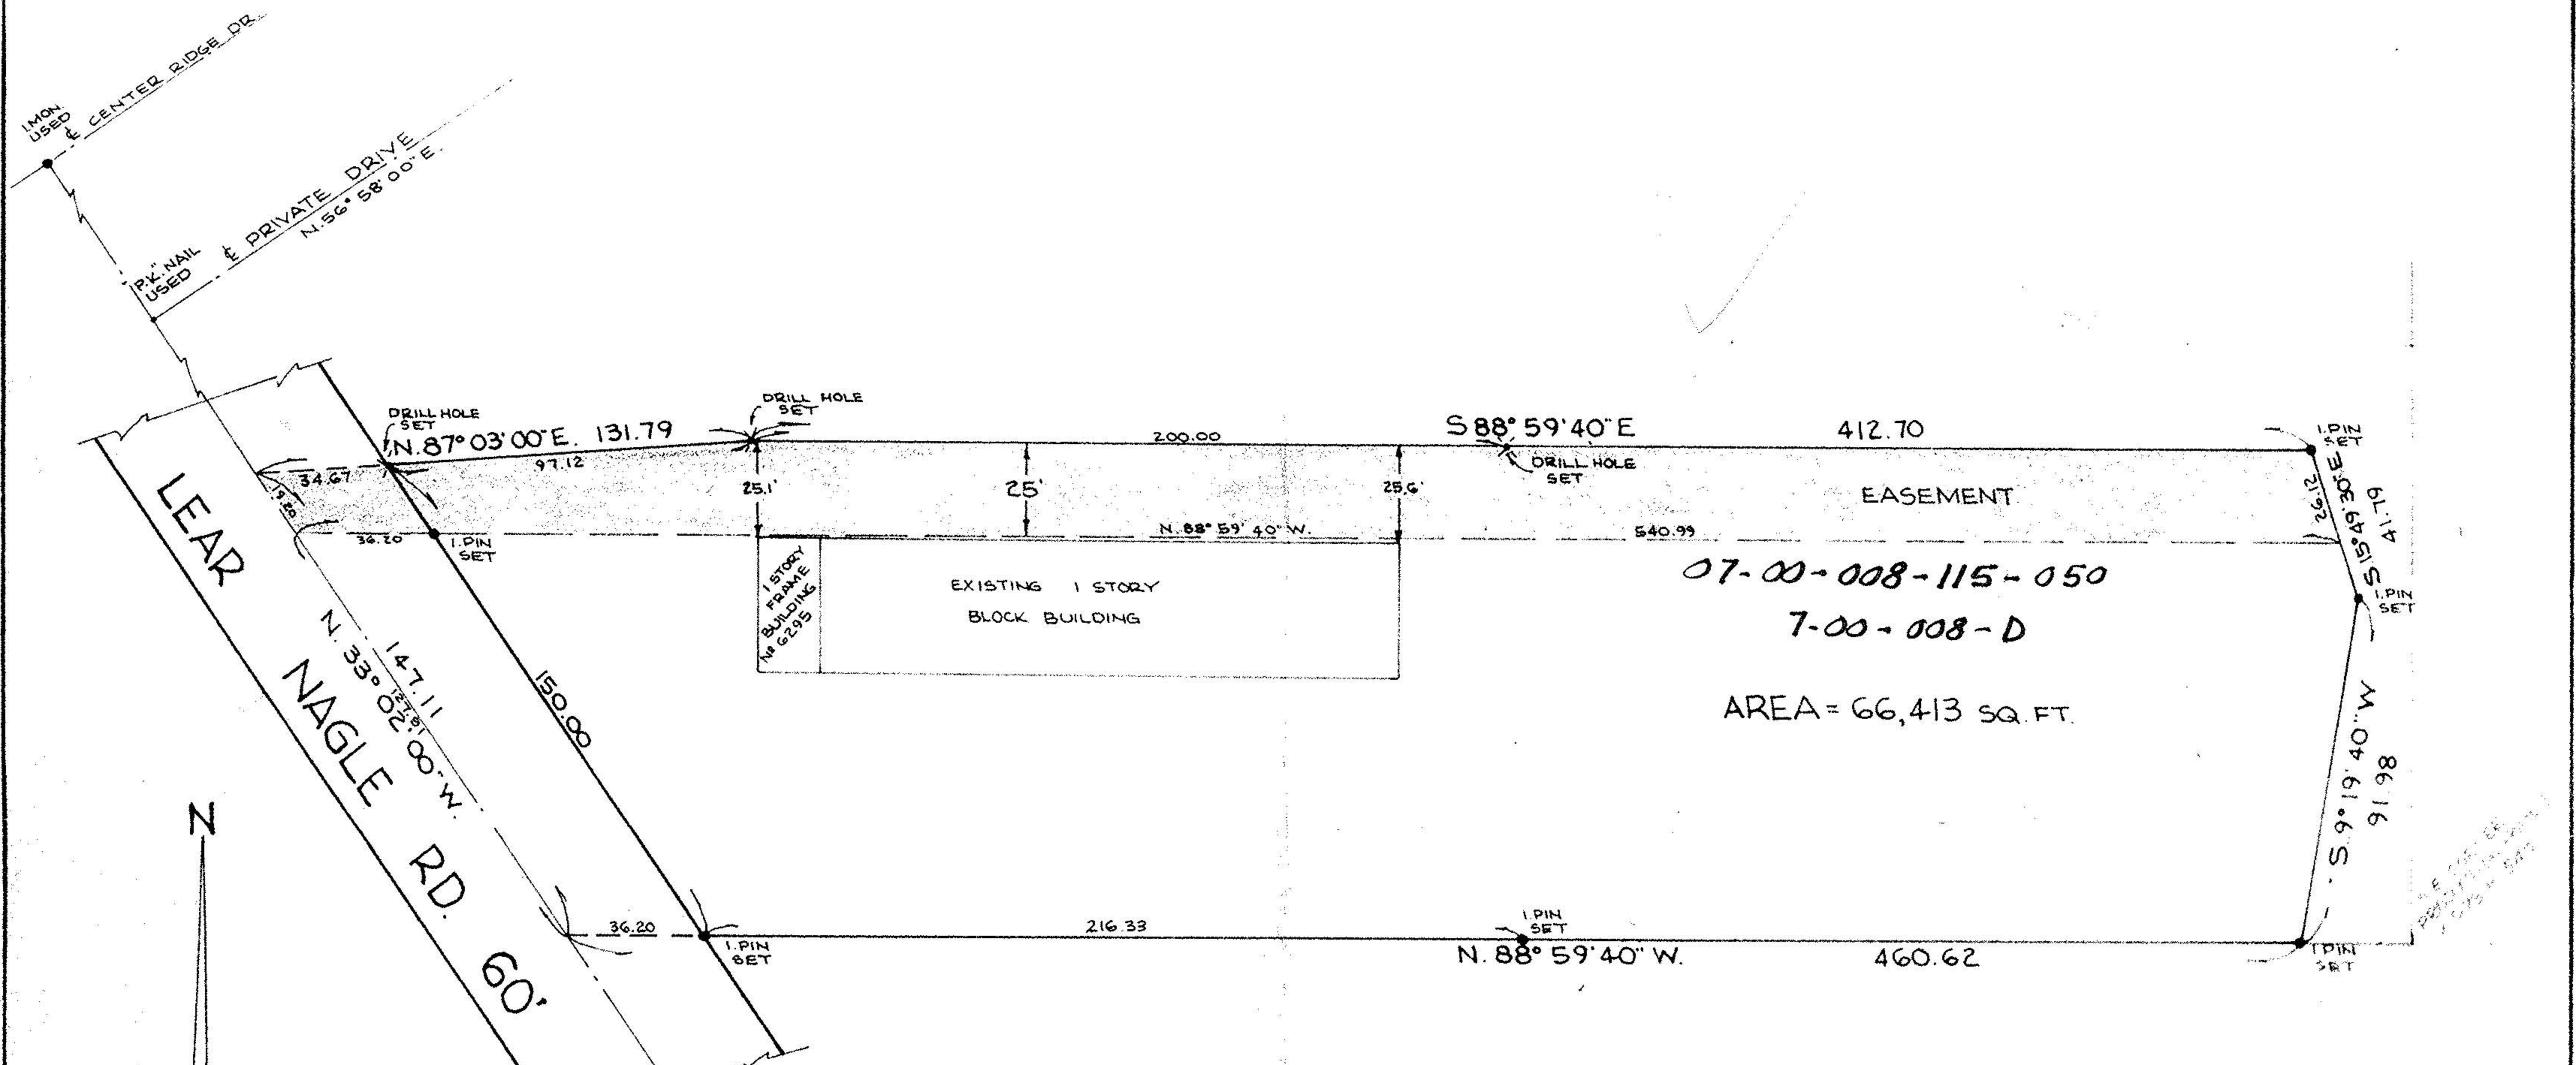 I.MON.
USED
℄ CENTER RIDGE DR.
"P.K." NAIL
USED
℄ PRIVATE DRIVE
N.56° 58' 00" E.
DRILL HOLE
SET
N. 87° 03' 00" E. 131.79
97.12
34.67
19.20
36.20
I.PIN
SET
DRILL HOLE
SET
200.00
S 88° 59' 40" E
412.70
DRILL HOLE
SET
I.PIN
SET
25.1'
25'
25.6'
EASEMENT
N. 88° 59' 40" W.
540.99
26.12
S 15° 49' 30" E
41.79
I.PIN
SET
1 STORY
FRAME
BUILDING
Nº 6295
EXISTING 1 STORY
BLOCK BUILDING
07-00-008-115-050
7-00-008-D
AREA = 66,413 SQ. FT.
LEAR NAGLE RD. 60'
147.11
N. 33° 02' 00" W.
150.00
N
S. 9° 19' 40" W
91.98
36.20
I.PIN
SET
216.33
I.PIN
SET
N. 88° 59' 40" W.
460.62
I.PIN
SET